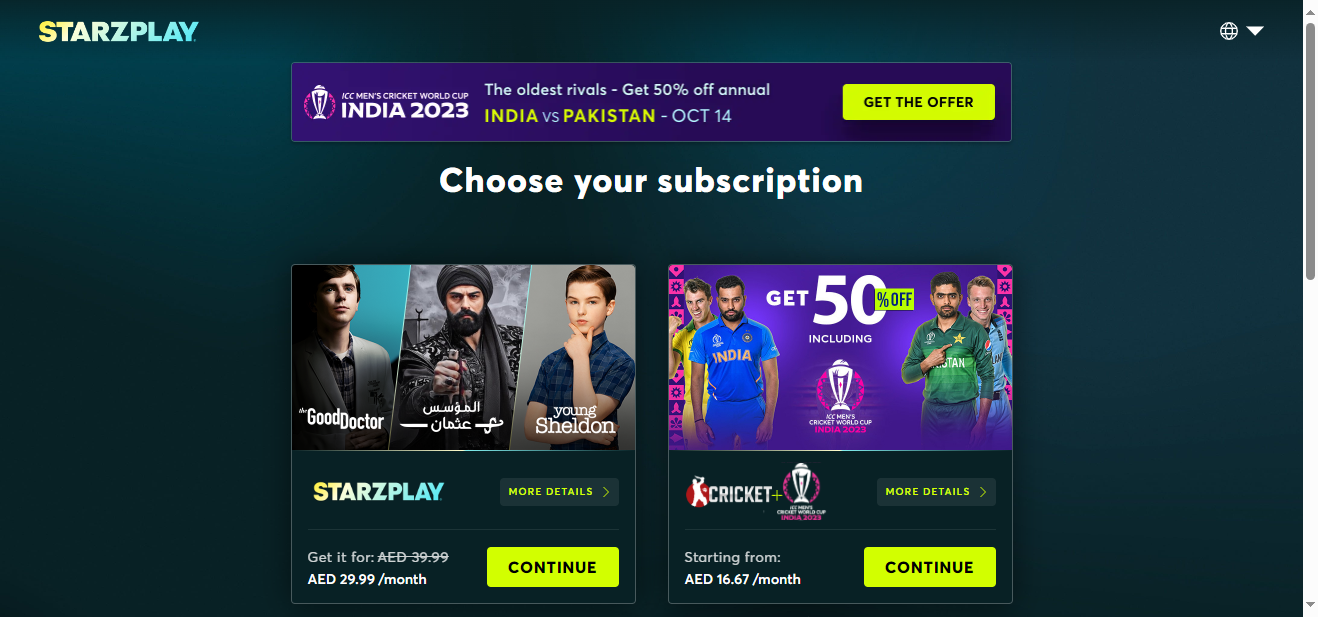 STARZPLAY
ICC MEN'S CRICKET WORLD CUP
INDIA 2023
The oldest rivals - Get 50% off annual
INDIA vs PAKISTAN - OCT 14
GET THE OFFER
Choose your subscription
the GoodDoctor
المؤسس
عثمان
young
Sheldon
GET 50 %OFF
INCLUDING
INDIA
ICC MEN'S
CRICKET WORLD CUP
INDIA 2023
STARZPLAY
MORE DETAILS
CRICKET+
ICC MEN'S
CRICKET WORLD CUP
INDIA 2023
MORE DETAILS
Get it for: AED 39.99
AED 29.99 /month
CONTINUE
Starting from:
AED 16.67 /month
CONTINUE